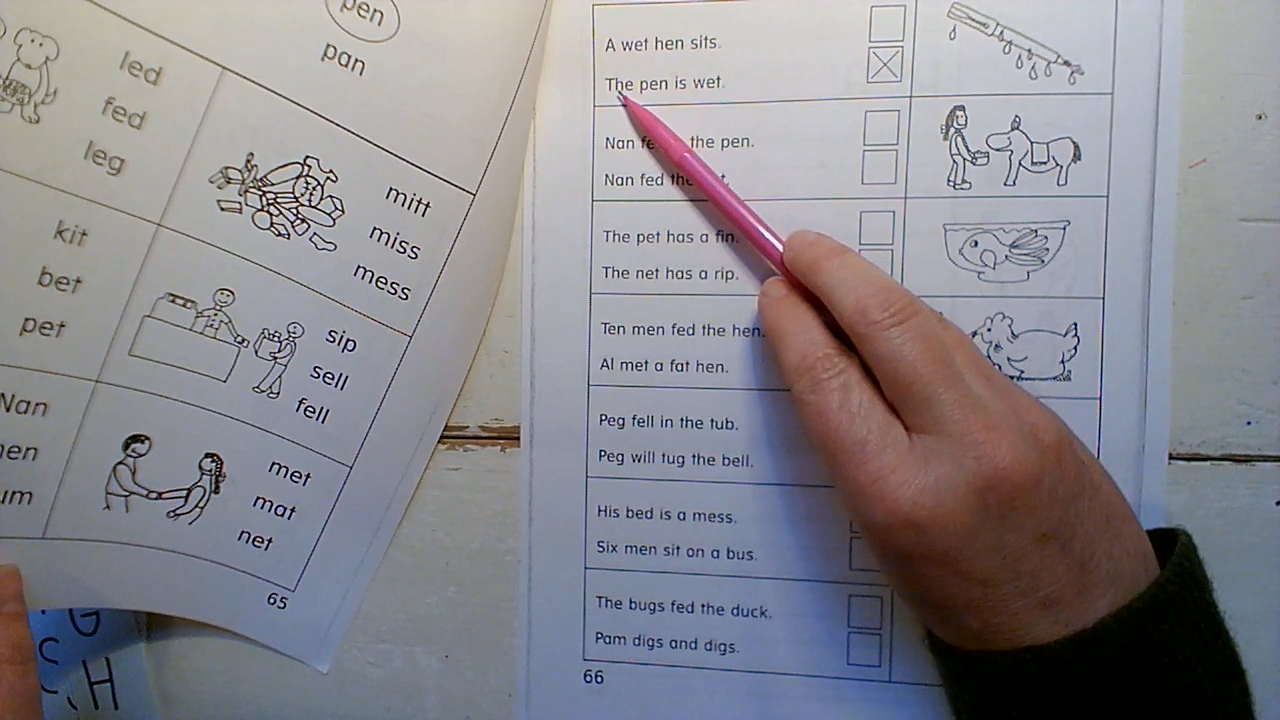 pen
pan
led
fed
leg
mitt
miss
mess
kit
bet
pet
sip
sell
fell
Nan
met
mat
net
65
A wet hen sits.
The pen is wet.
Nan the pen.
Nan fed the
The pet has a fin.
The net has a rip.
Ten men fed the hen.
Al met a fat hen.
Peg fell in the tub.
Peg will tug the bell.
His bed is a mess.
Six men sit on a bus.
The bugs fed the duck.
Pam digs and digs.
66
G
C
H